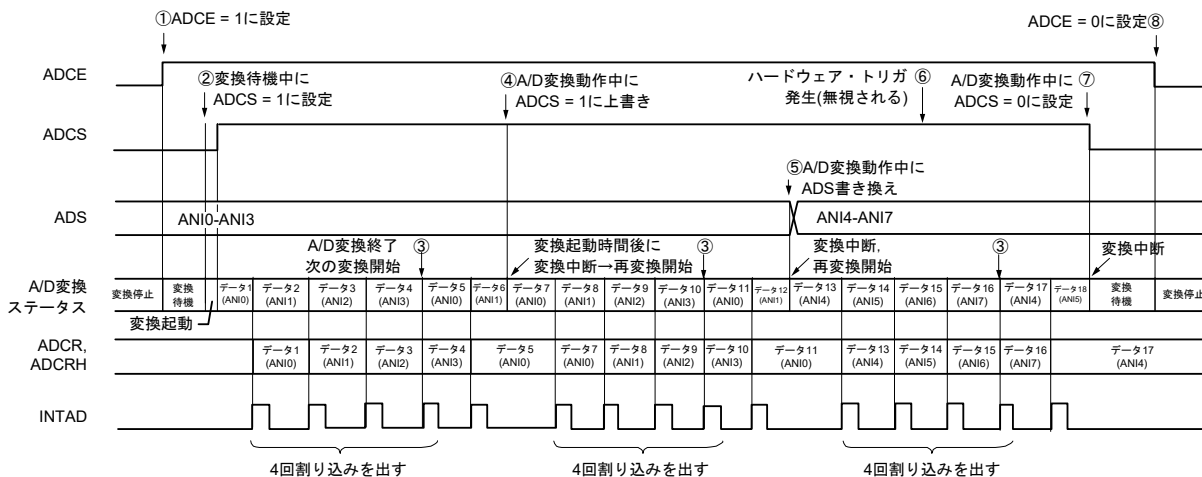 ①ADCE = 1に設定
ADCE = 0に設定⑧
ADCE
②変換待機中に
ADCS = 1に設定
④A/D変換動作中に
ADCS = 1に上書き
ハードウェア・トリガ ⑥
発生(無視される)
A/D変換動作中に ⑦
ADCS = 0に設定
ADCS
⑤A/D変換動作中に
ADS書き換え
ADS
ANI0-ANI3
ANI4-ANI7
A/D変換終了 ③
次の変換開始
変換起動時間後に
変換中断→再変換開始
③
変換中断,
再変換開始
③
変換中断
A/D変換
ステータス
変換停止
変換
待機
データ1
(ANI0)
データ2
(ANI1)
データ3
(ANI2)
データ4
(ANI3)
データ5
(ANI0)
データ6
(ANI1)
データ7
(ANI0)
データ8
(ANI1)
データ9
(ANI2)
データ10
(ANI3)
データ11
(ANI0)
データ12
(ANI1)
データ13
(ANI4)
データ14
(ANI5)
データ15
(ANI6)
データ16
(ANI7)
データ17
(ANI4)
データ18
(ANI5)
変換
待機
変換停止
変換起動
ADCR,
ADCRH
データ1
(ANI0)
データ2
(ANI1)
データ3
(ANI2)
データ4
(ANI3)
データ5
(ANI0)
データ7
(ANI0)
データ8
(ANI1)
データ9
(ANI2)
データ10
(ANI3)
データ11
(ANI0)
データ13
(ANI4)
データ14
(ANI5)
データ15
(ANI6)
データ16
(ANI7)
データ17
(ANI4)
INTAD
4回割り込みを出す
4回割り込みを出す
4回割り込みを出す